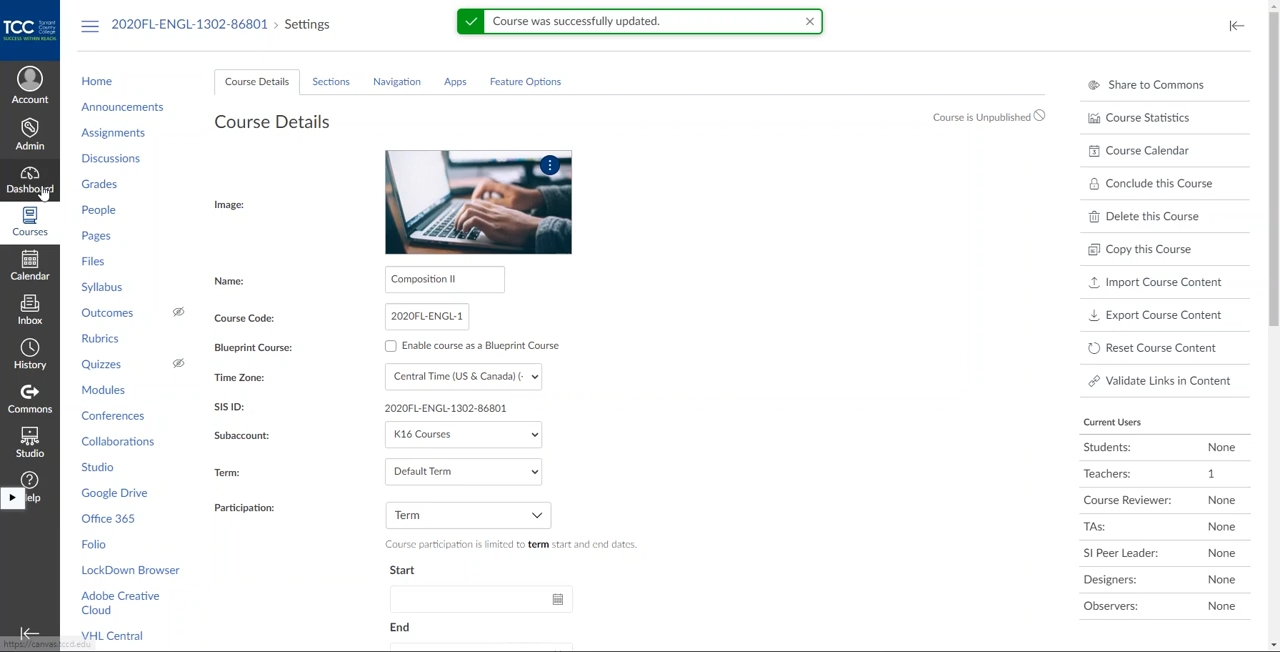 TCC Tarrant County College
SUCCESS WITHIN REACH
2020FL-ENGL-1302-86801 › Settings
Course was successfully updated.
Account
Admin
Dashboard
Courses
Calendar
Inbox
History
Commons
Studio
elp
https://canvas.tccd.edu
Home
Announcements
Assignments
Discussions
Grades
People
Pages
Files
Syllabus
Outcomes
Rubrics
Quizzes
Modules
Conferences
Collaborations
Studio
Google Drive
Office 365
Folio
LockDown Browser
Adobe Creative
Cloud
VHL Central
Course Details Sections Navigation Apps Feature Options
Course Details
Course is Unpublished
Image:
Name: Composition II
Course Code: 2020FL-ENGL-1
Blueprint Course: Enable course as a Blueprint Course
Time Zone: Central Time (US & Canada) (-
SIS ID: 2020FL-ENGL-1302-86801
Subaccount: K16 Courses
Term: Default Term
Participation: Term
Course participation is limited to term start and end dates.
Start
End
Share to Commons
Course Statistics
Course Calendar
Conclude this Course
Delete this Course
Copy this Course
Import Course Content
Export Course Content
Reset Course Content
Validate Links in Content
Current Users
Students: None
Teachers: 1
Course Reviewer: None
TAs: None
SI Peer Leader: None
Designers: None
Observers: None